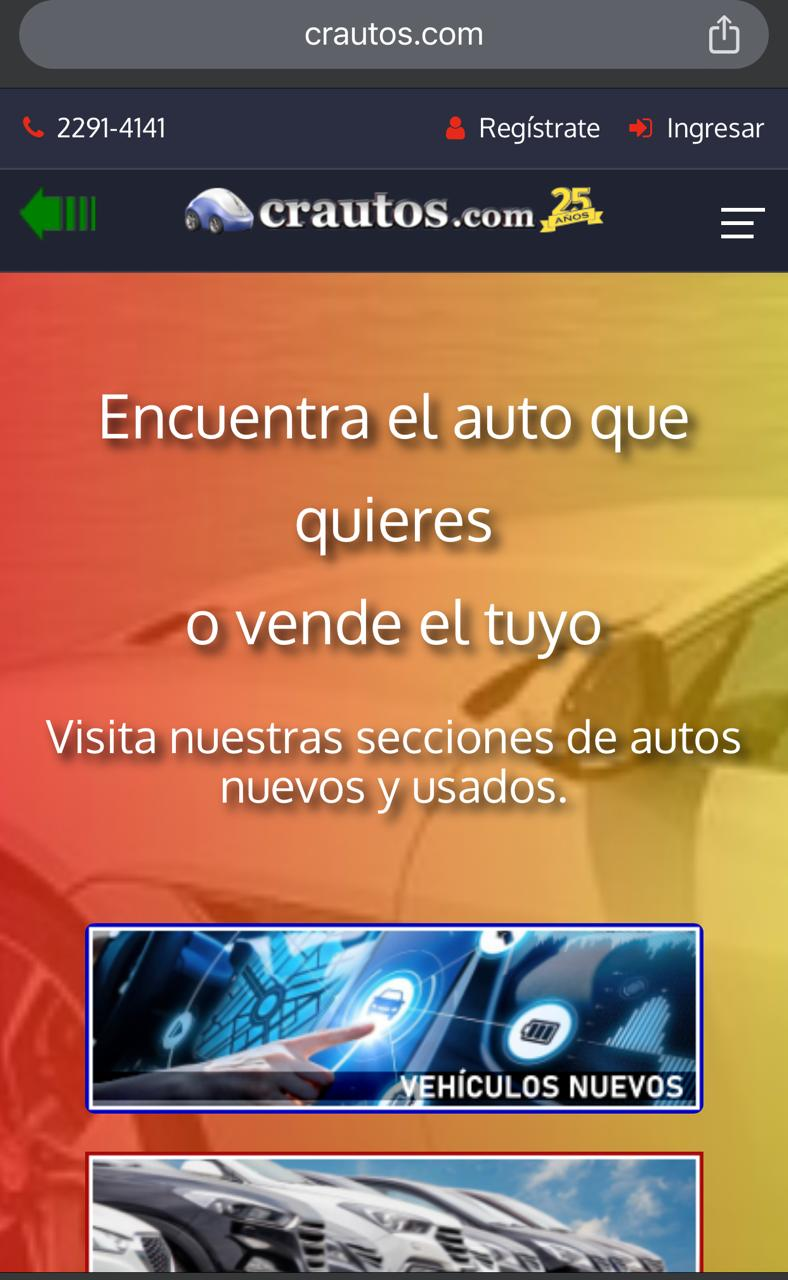 crautos.com
2291-4141 Regístrate Ingresar
crautos.com 25 AÑOS
Encuentra el auto que
quieres
o vende el tuyo
Visita nuestras secciones de autos
nuevos y usados.
VEHÍCULOS NUEVOS